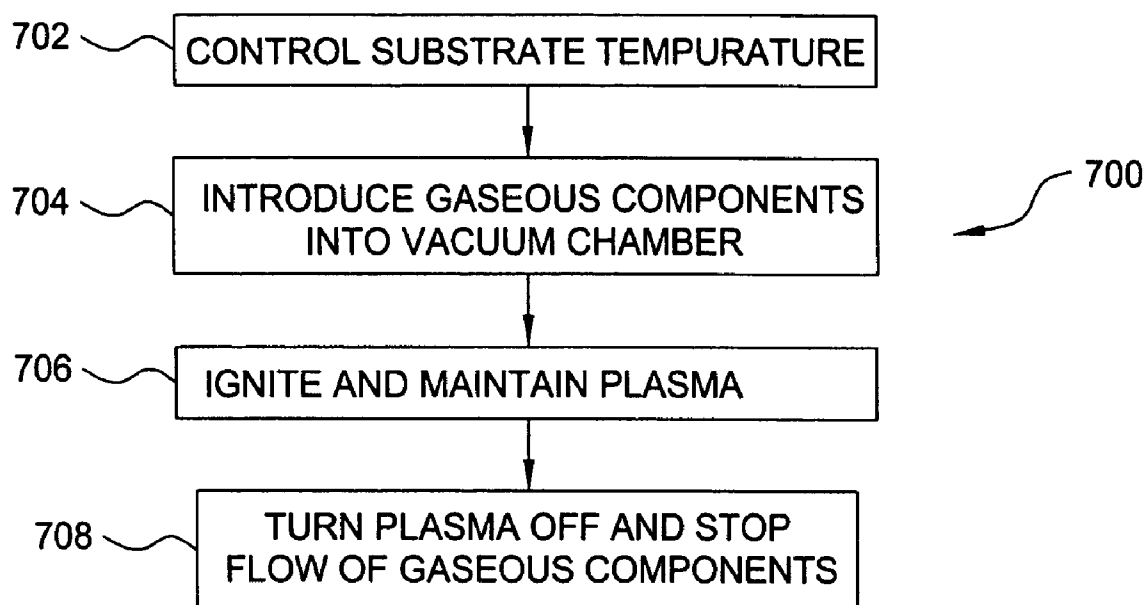 702
CONTROL SUBSTRATE TEMPURATURE
704
INTRODUCE GASEOUS COMPONENTS
INTO VACUUM CHAMBER
700
706
IGNITE AND MAINTAIN PLASMA
708
TURN PLASMA OFF AND STOP
FLOW OF GASEOUS COMPONENTS